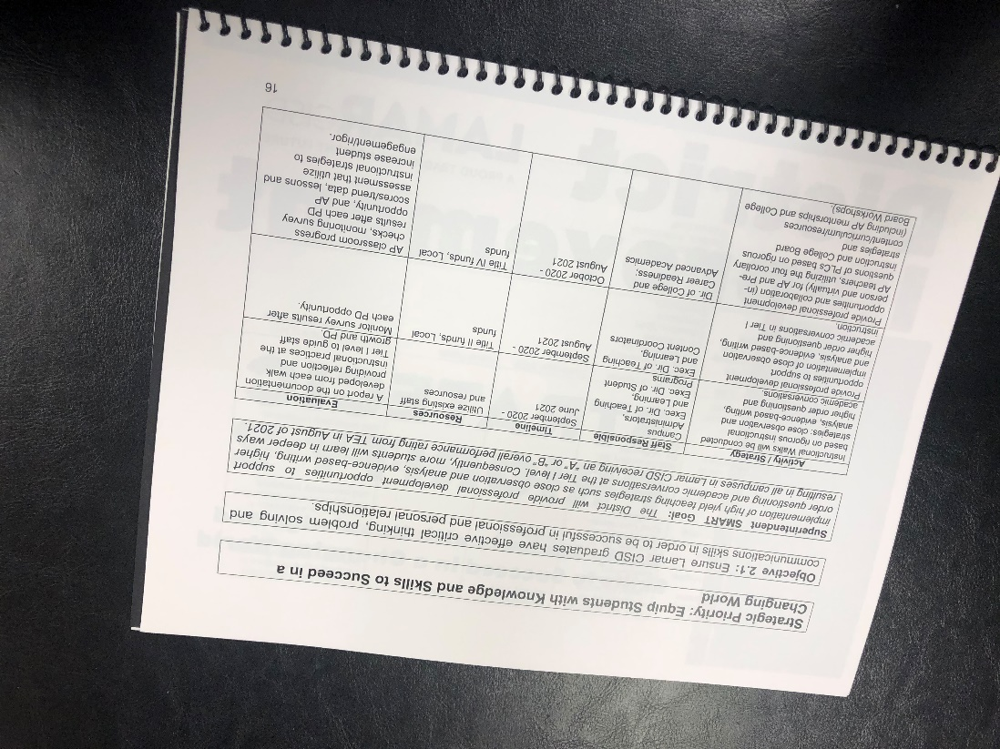 Strategic Priority: Equip Students with Knowledge and Skills to Succeed in a
Changing World
Objective 2.1: Ensure Lamar CISD graduates have effective critical thinking, problem solving and
communications skills in order to be successful in professional and personal relationships.
Superintendent SMART Goal: The District will provide professional development opportunities to support
implementation of high yield teaching strategies such as close observation and analysis, evidence-based writing, higher
order questioning and academic conversations at the Tier I level. Consequently, more students will learn in deeper ways
resulting in all campuses in Lamar CISD receiving an “A” or “B” overall performance rating from TEA in August of 2021.
Activity / Strategy
Staff Responsible
Timeline
Resources
Evaluation
Instructional Walks will be conducted
based on rigorous instructional
strategies: close observation and
analysis, evidence-based writing,
higher order questioning and
academic conversations.
Campus
Administrators,
Exec. Dir. of Teaching
and Learning,
Exec. Dir. of Student
Programs
September 2020 -
June 2021
Utilize existing staff
and resources
A report on the documentation
developed from each walk
providing reflection and
instructional practices at the
Tier I level to guide staff
growth and PD
Provide professional development
opportunities to support
implementation of close observation
and analysis, evidence-based writing,
higher order questioning and
academic conversations in Tier I
instruction.
Exec. Dir. of Teaching
and Learning,
Content Coordinators
September 2020 -
August 2021
Title II funds, Local
funds
Monitor survey results after
each PD opportunity.
Provide professional development
opportunities and collaboration (in-
person and virtually) for AP and Pre-
AP teachers, utilizing the four corollary
questions of PLCs based on rigorous
instruction and College Board
strategies and
content/curriculum/resources
(including AP mentorships and College
Board Workshops).
Dir. of College and
Career Readiness;
Advanced Academics
October 2020 -
August 2021
Title IV funds, Local
funds
AP classroom progress
checks, monitoring survey
results after each PD
opportunity, and AP
scores/trend data, lessons and
assessment that utilize
instructional strategies to
increase student
engagement/rigor.
16